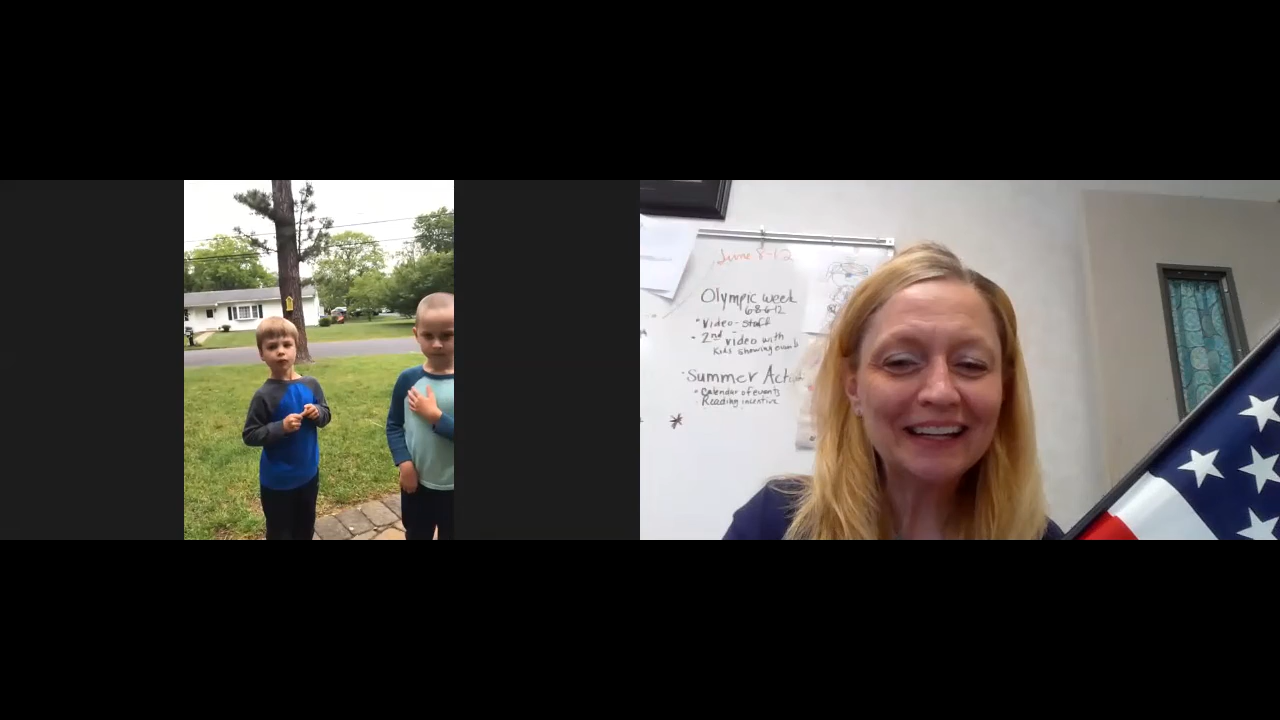 June 8-12
Olympic week
6-8-6-12
• Video - staff
• 2nd video with
Kids showing events
• Summer
• Calendar of events
• Reading incentive